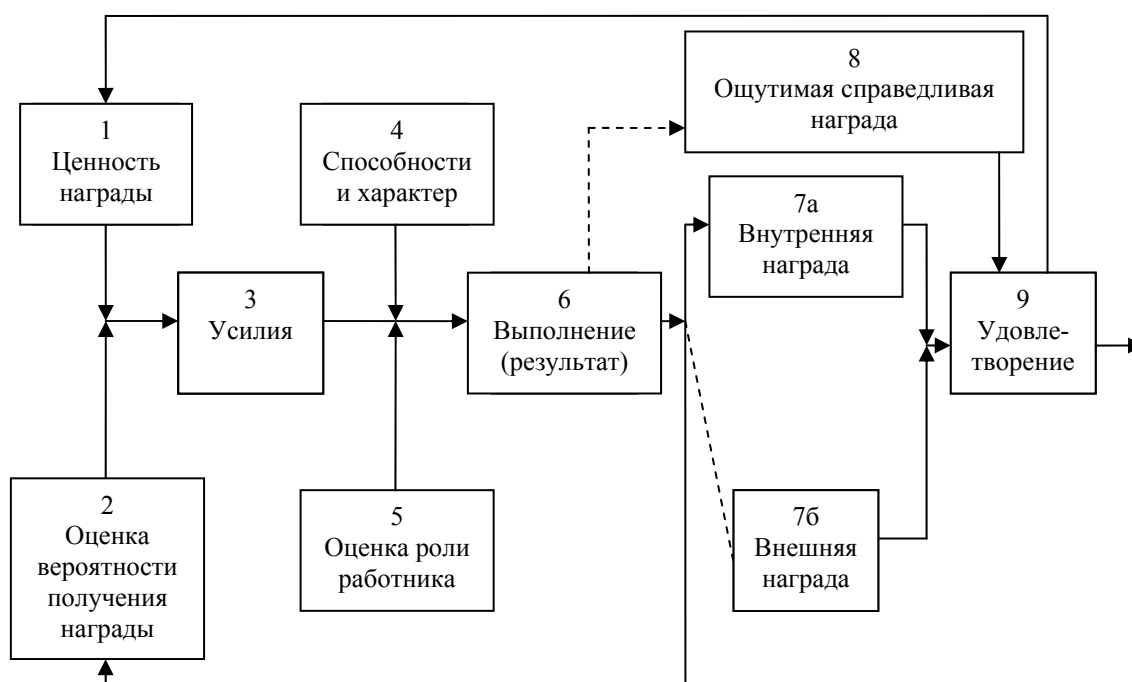 1
Ценность
награды
2
Оценка
вероятности
получения
награды
3
Усилия
4
Способности
и характер
5
Оценка роли
работника
6
Выполнение
(результат)
7а
Внутренняя
награда
7б
Внешняя
награда
8
Ощутимая справедливая
награда
9
Удовле-
творение